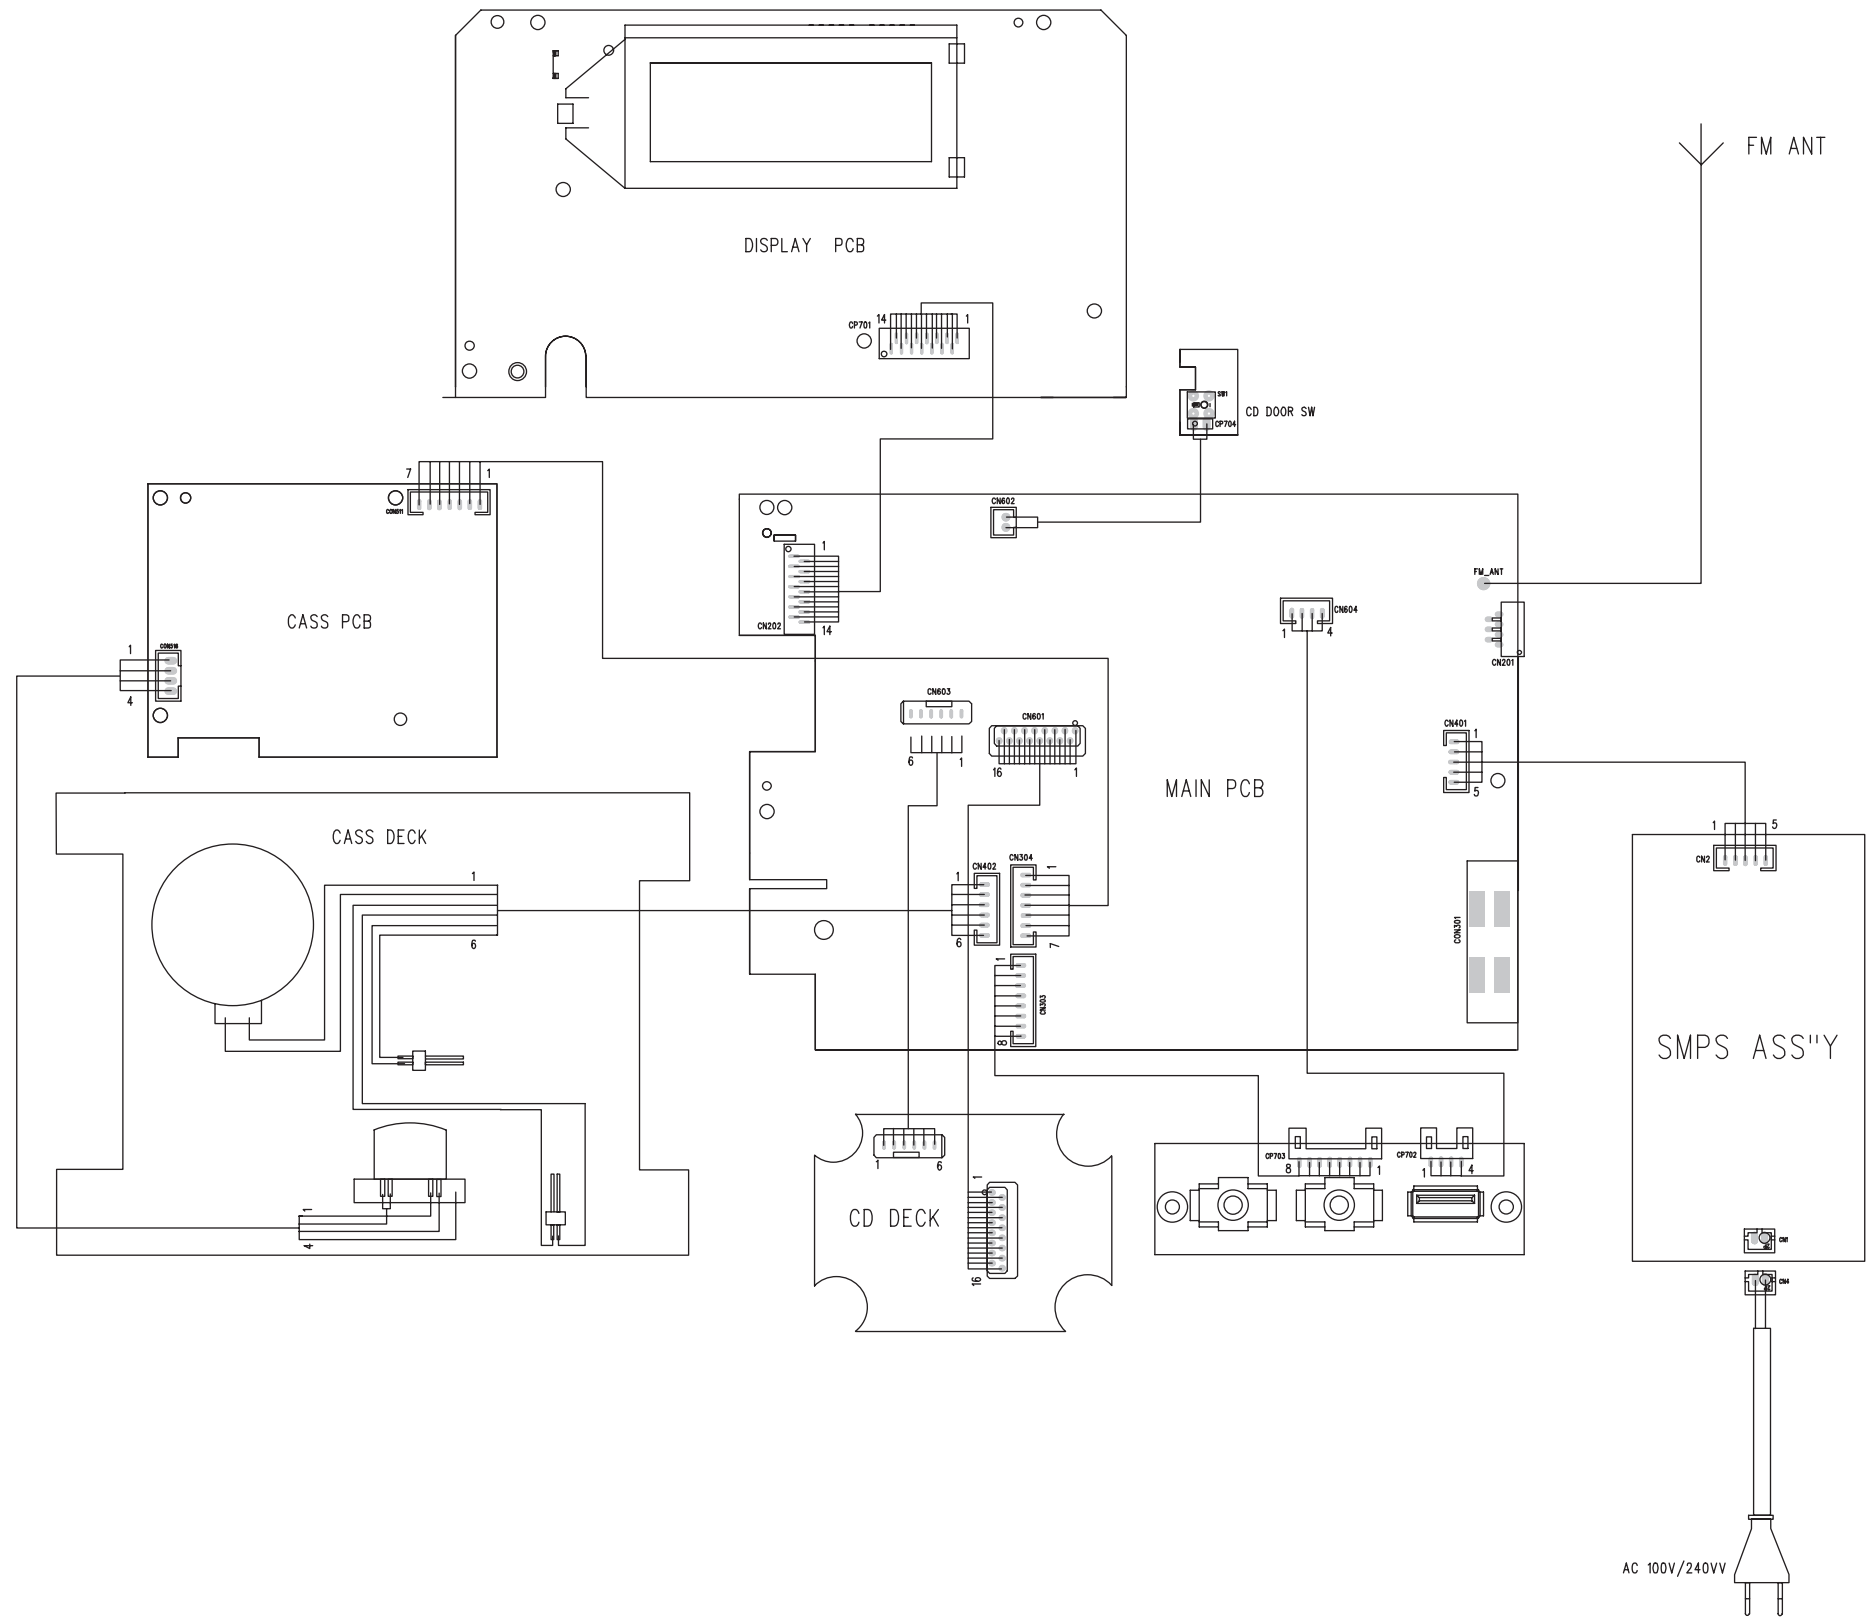 FM ANT
DISPLAY PCB
CP701
14
1
SW1
CD DOOR SW
CP704
7
1
CON511
CN602
1
CN202
14
FM_ANT
CN604
1
4
CN201
CASS PCB
1
4
CN603
6
1
CN601
16
1
CN401
1
5
MAIN PCB
1
5
CN2
CASS DECK
1
6
CN402
1
6
CN304
1
7
CON301
1
CN303
8
SMPS ASS"Y
CP703
8
1
CP702
1
4
1
6
CD DECK
1
16
1
4
CN1
CN4
AC 100V/240VV